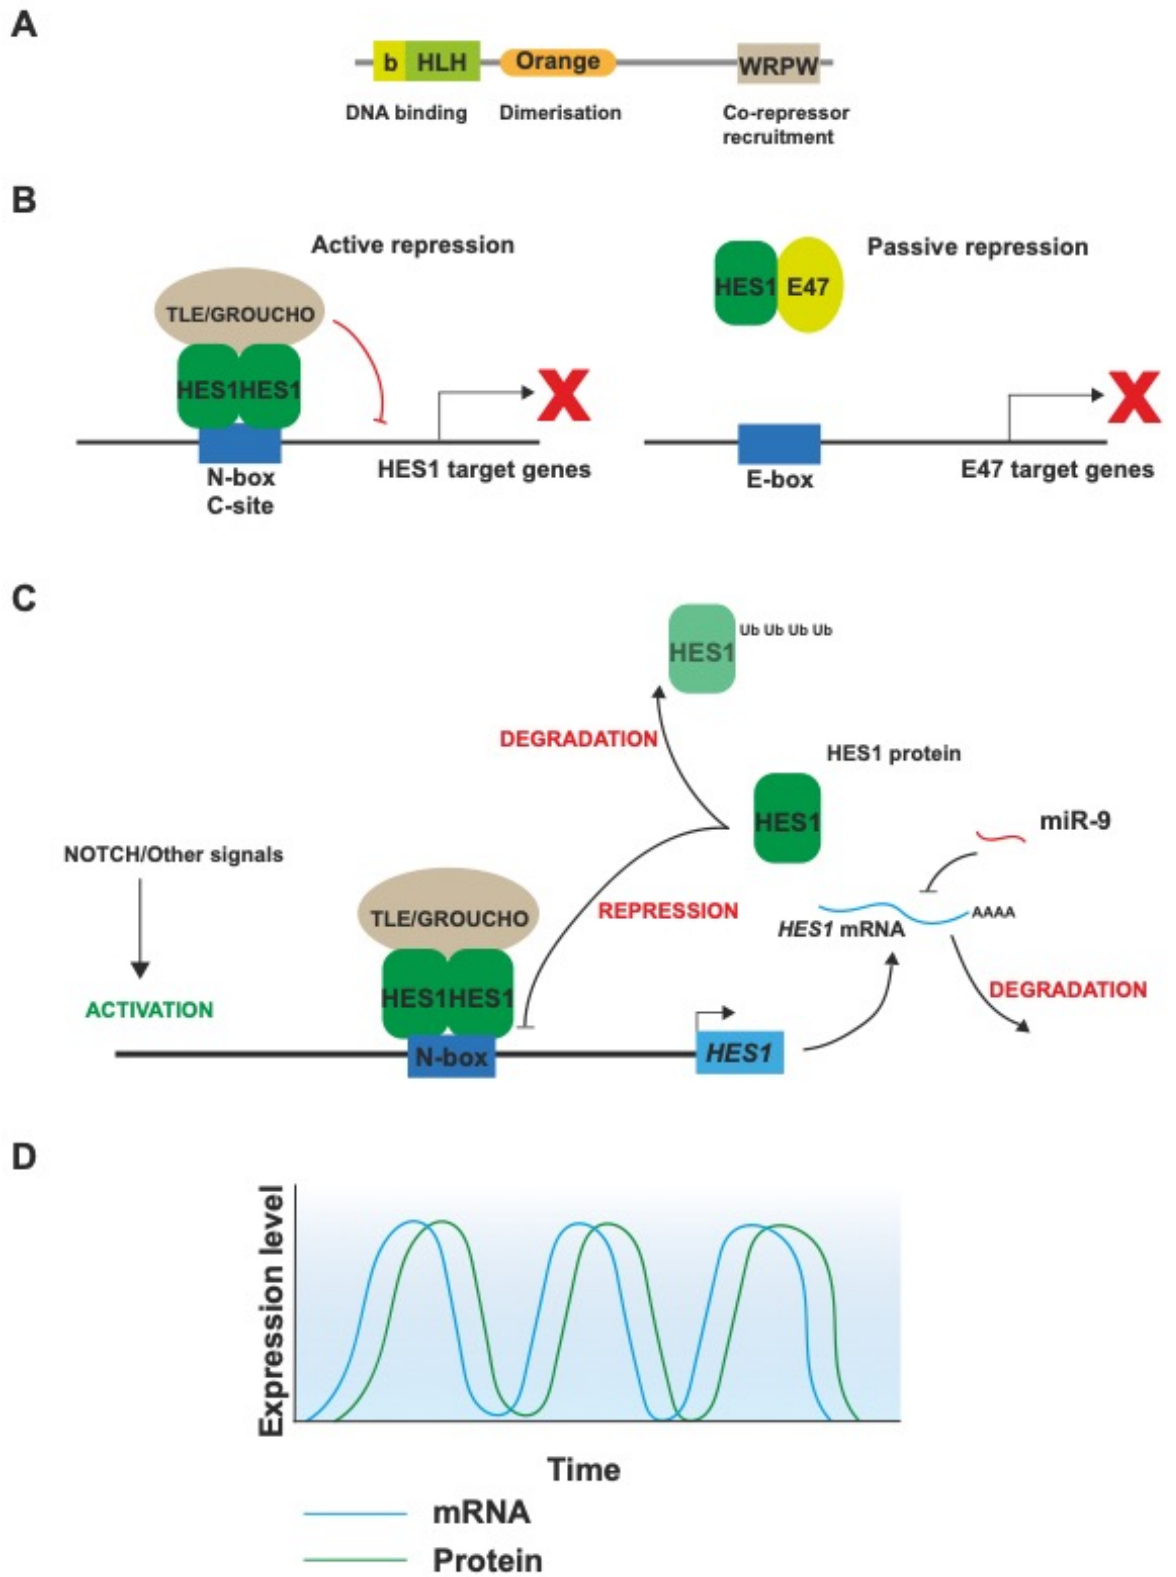 A
b HLH Orange WRPW
DNA binding Dimerisation Co-repressor
recruitment
B
Active repression
TLE/GROUCHO
HES1HES1
X
N-box
C-site
HES1 target genes
Passive repression
HES1 E47
X
E-box
E47 target genes
C
HES1 Ub Ub Ub Ub
DEGRADATION
HES1 protein
HES1
miR-9
NOTCH/Other signals
ACTIVATION
TLE/GROUCHO
HES1HES1
N-box
REPRESSION
HES1 mRNA AAAA
DEGRADATION
HES1
D
Expression level
Time
mRNA
Protein